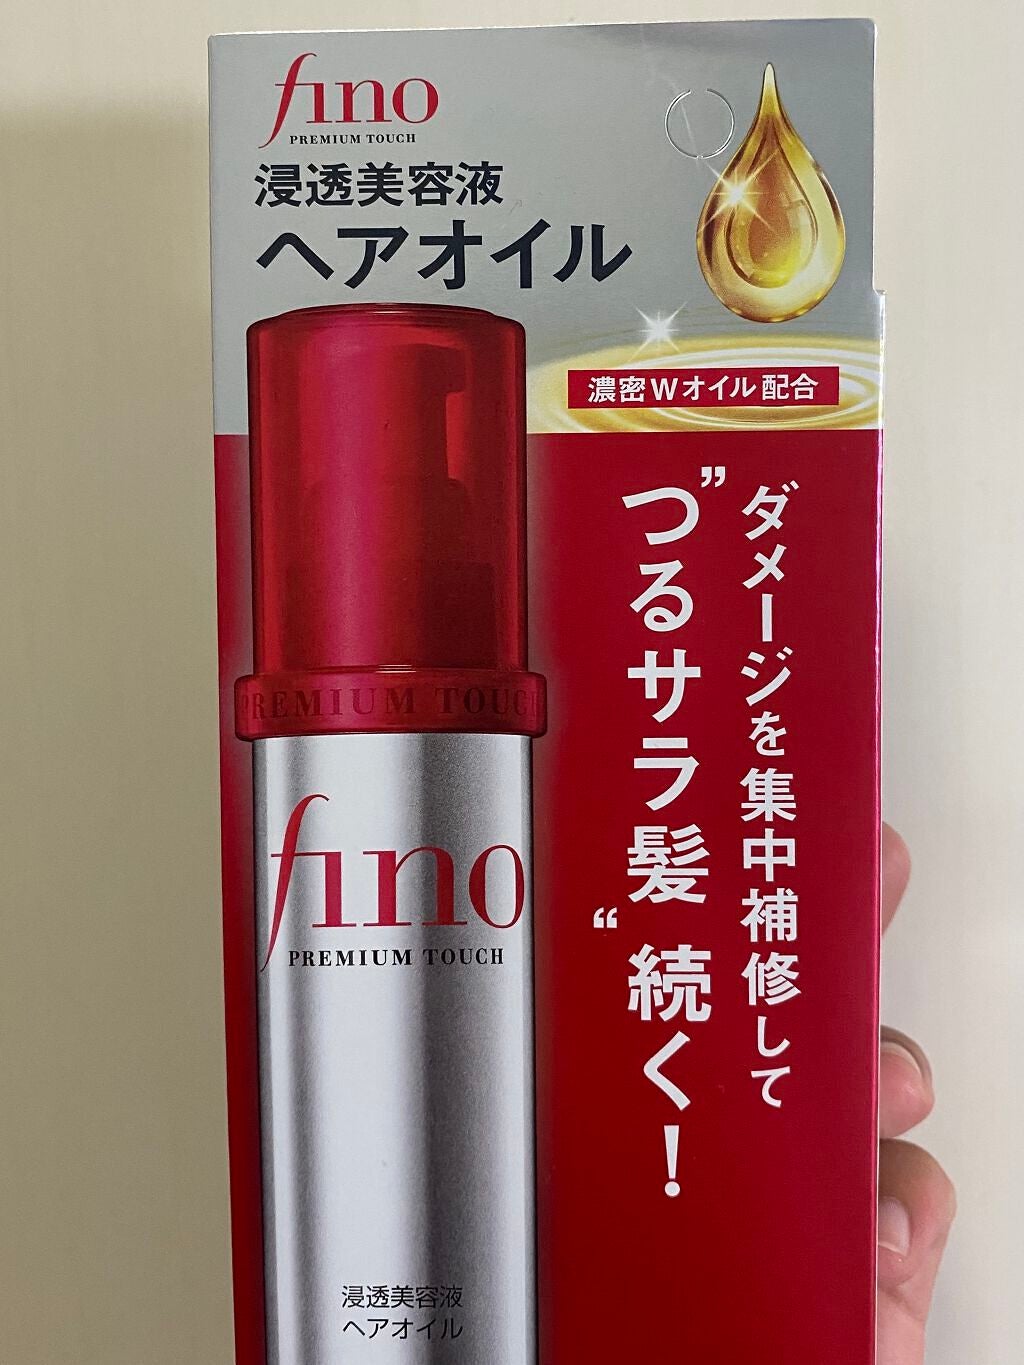 fino
PREMIUM TOUCH
浸透美容液
ヘアオイル
濃密Wオイル配合
ダメージを集中補修して
"つるサラ髪"続く!
PREMIUM TOUCH
fino
PREMIUM TOUCH
浸透美容液
ヘアオイル